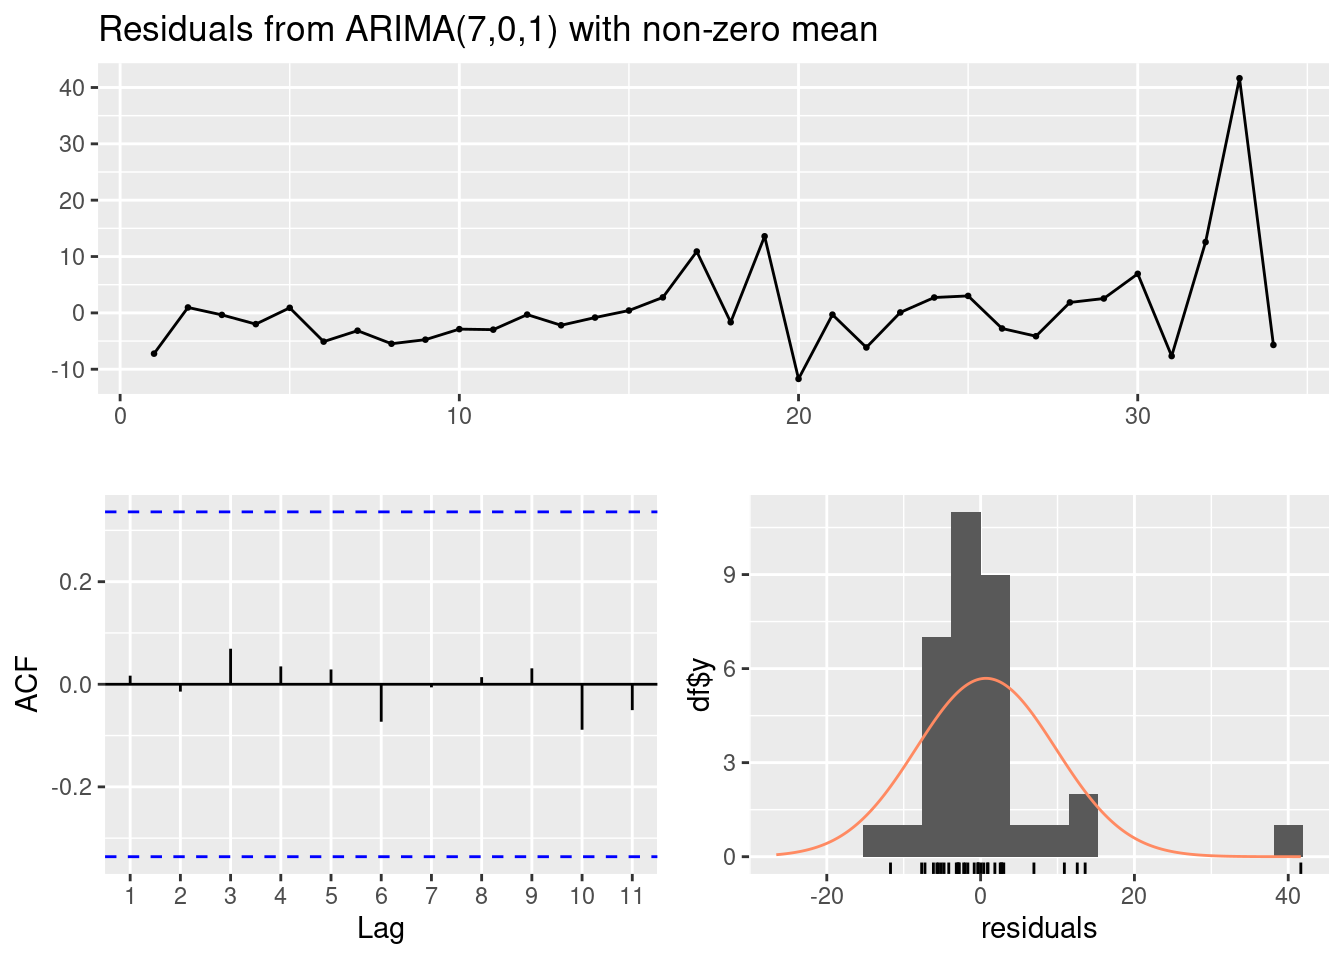 Residuals from ARIMA(7,0,1) with non-zero mean
40
30
20
10
0
-10
0 10 20 30
ACF
0.2
0.0
-0.2
1 2 3 4 5 6 7 8 9 10 11
Lag
df$y
9
6
3
0
-20 0 20 40
residuals